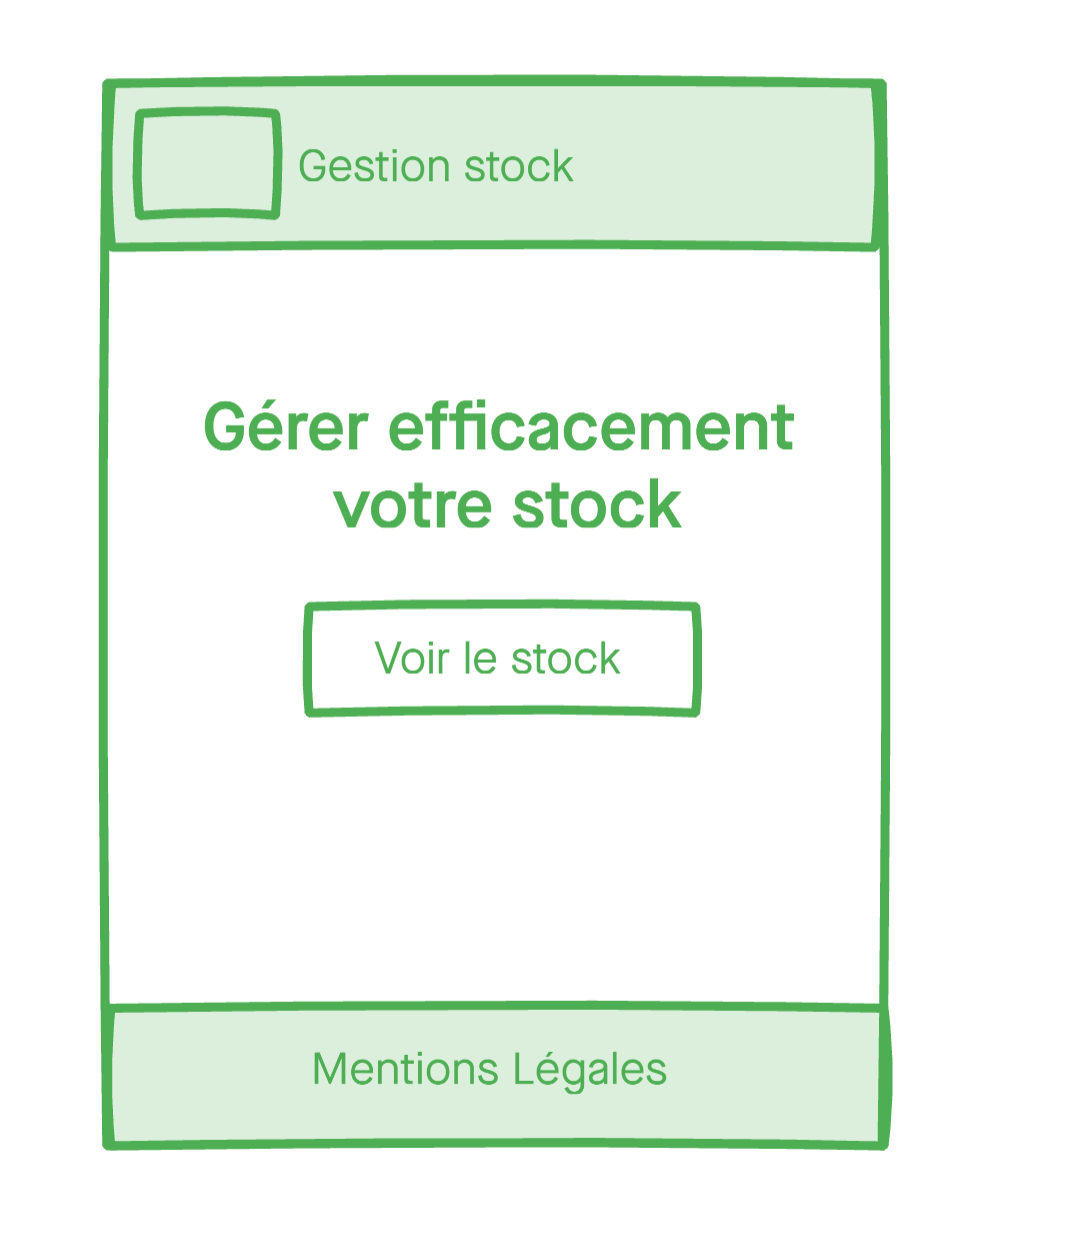 Gestion stock
Gérer efficacement
votre stock
Voir le stock
Mentions Légales